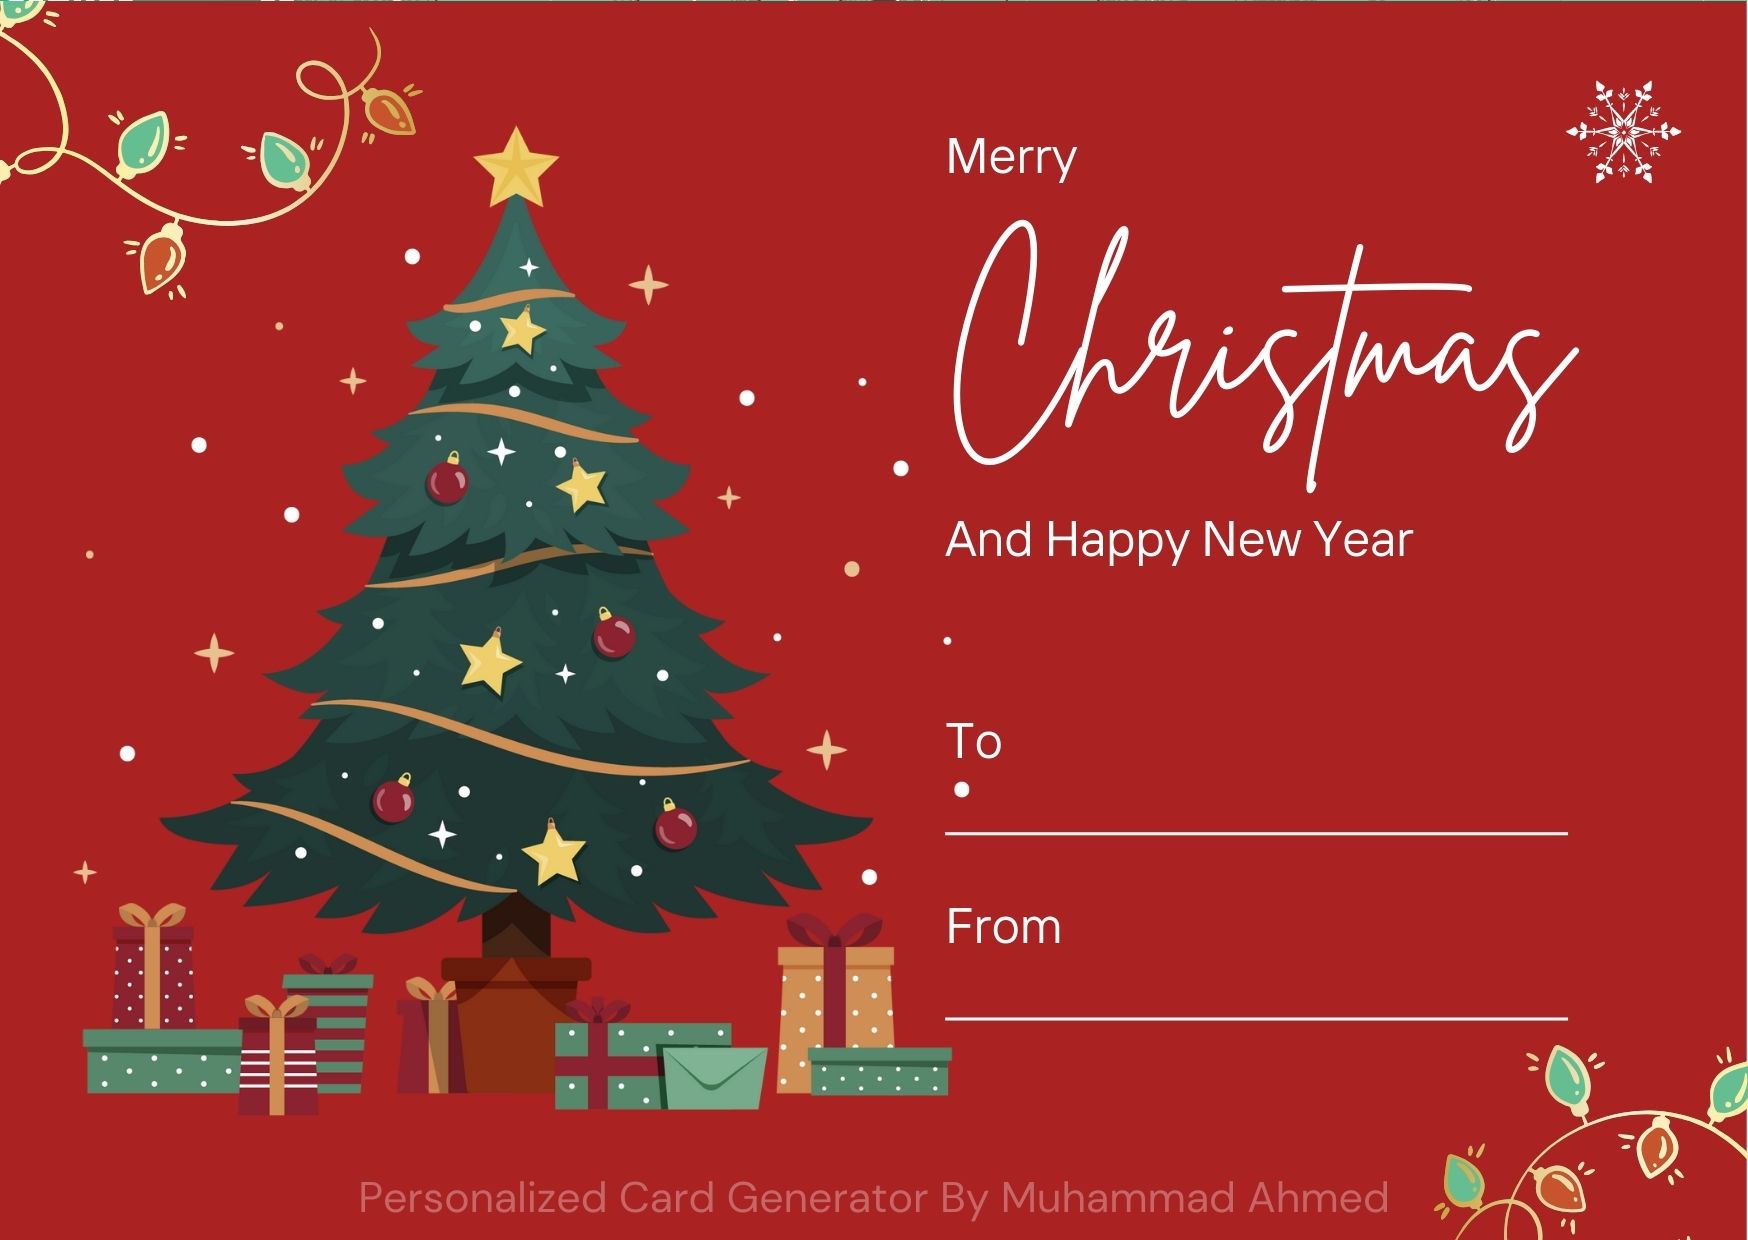 Merry
Christmas
And Happy New Year
To
From
Personalized Card Generator By Muhammad Ahmed